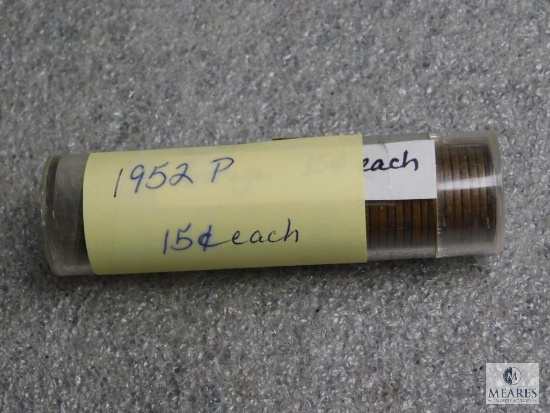 1952 P
each
15¢ each
MEARES